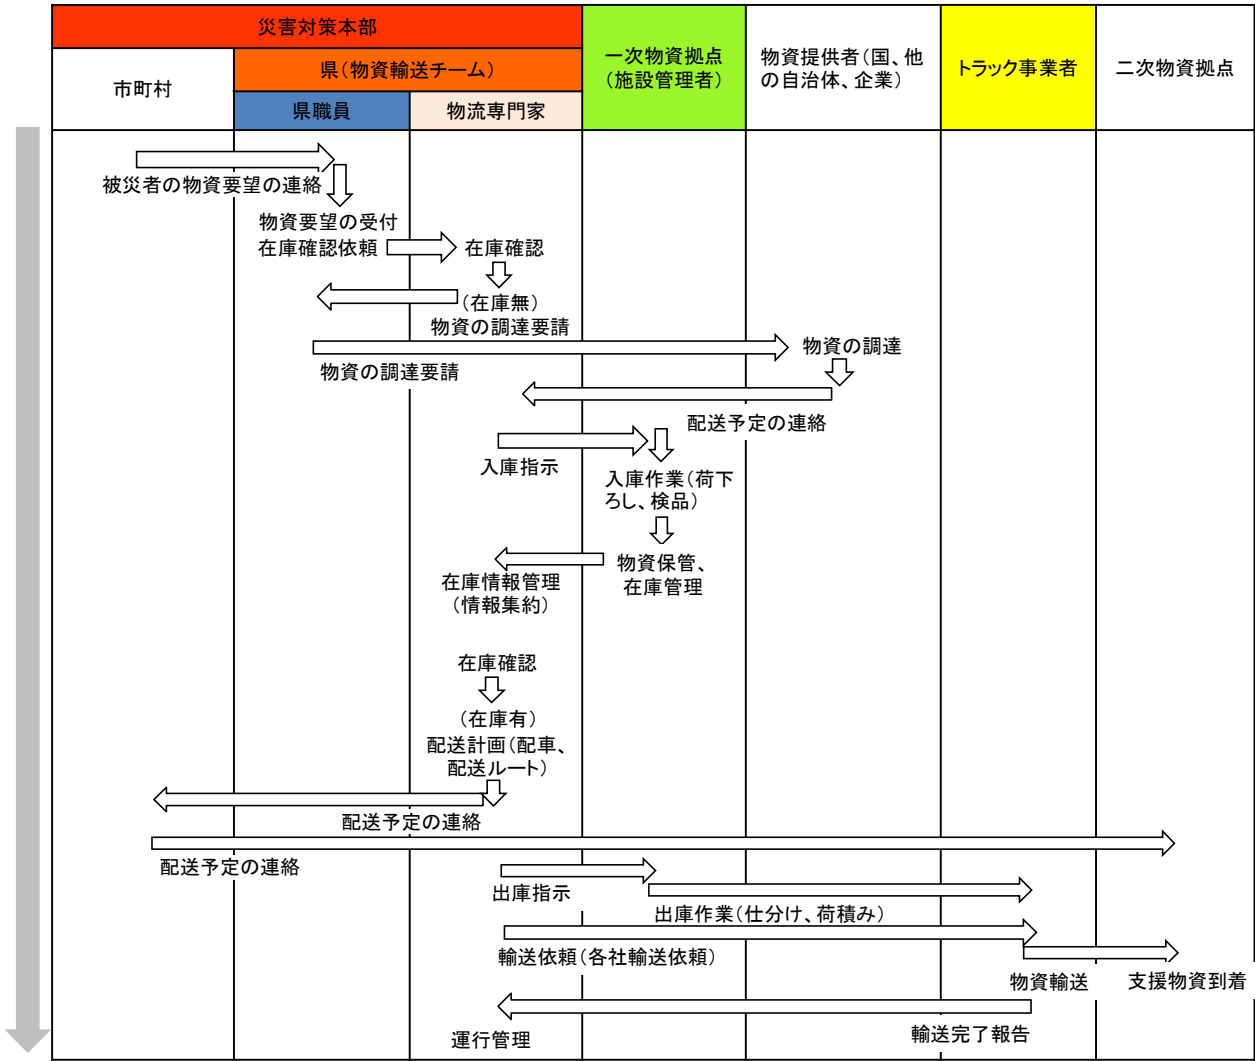 災害対策本部
市町村
県(物資輸送チーム)
県職員
物流専門家
一次物資拠点
(施設管理者)
物資提供者(国、他
の自治体、企業)
トラック事業者
二次物資拠点
被災者の物資要望の連絡
物資要望の受付
在庫確認依頼
在庫確認
(在庫無)
物資の調達要請
物資の調達要請
物資の調達
配送予定の連絡
入庫指示
入庫作業(荷下
ろし、検品)
物資保管、
在庫管理
在庫情報管理
(情報集約)
在庫確認
(在庫有)
配送計画(配車、
配送ルート)
配送予定の連絡
配送予定の連絡
出庫指示
出庫作業(仕分け、荷積み)
輸送依頼(各社輸送依頼)
物資輸送
支援物資到着
運行管理
輸送完了報告